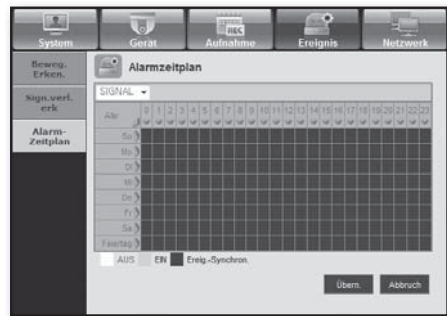 System Gerät Aufnahme Ereignis Netzwerk
REC
Beweg.
Erken.
Sign.verl.
erk
Alarm-
Zeitplan
Alarmzeitplan
SIGNAL
Alle 0 1 2 3 4 5 6 7 8 9 10 11 12 13 14 15 16 17 18 19 20 21 22 23
So
Mo
Di
Mi
Do
Fr
Sa
Feiertag
AUS EIN Ereig.-Synchron.
Übern. Abbruch